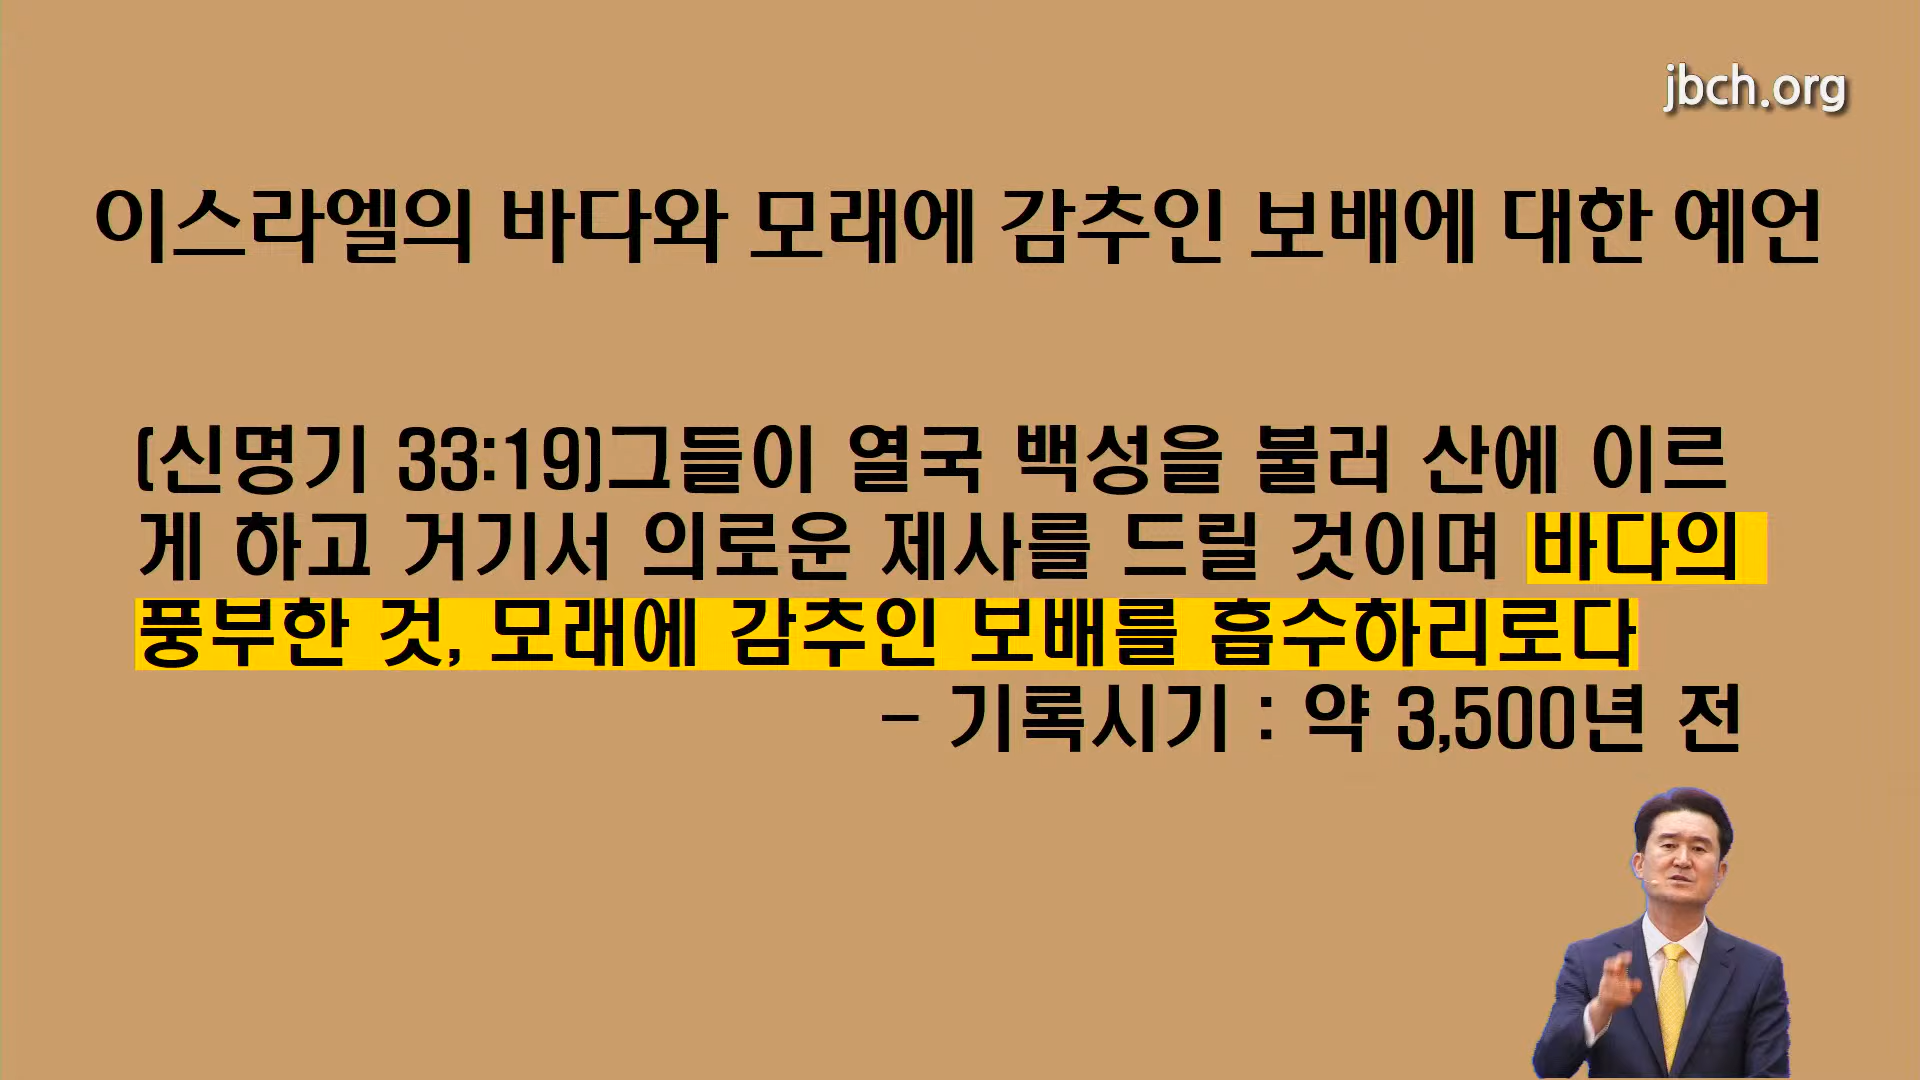 jbch.org
이스라엘의 바다와 모래에 감추인 보배에 대한 예언
(신명기 33:19)그들이 열국 백성을 불러 산에 이르
게 하고 거기서 의로운 제사를 드릴 것이며 바다의
풍부한 것, 모래에 감추인 보배를 흡수하리로다
- 기록시기 : 약 3,500년 전